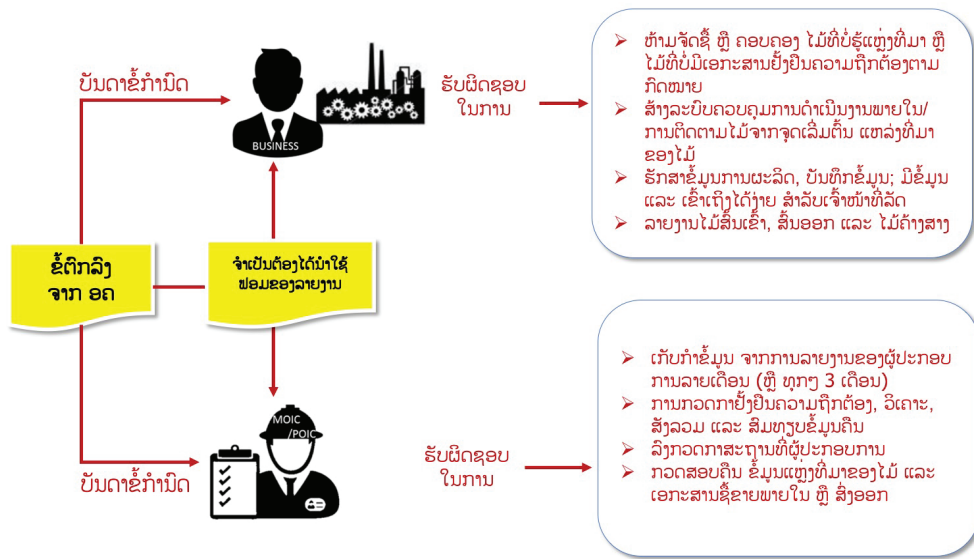 ບັນດາຂໍ້ກຳນົດ
BUSINESS
ຮັບຜິດຊອບ
ໃນການ
ຫ້າມຈັດຊື້ ຫຼື ຄອບຄອງ ໄມ້ທີ່ບໍ່ຮູ້ແຫຼ່ງທີ່ມາ ຫຼື
ໄມ້ທີ່ບໍ່ມີເອກະສານຢັ້ງຢືນຄວາມຖືກຕ້ອງຕາມ
ກົດໝາຍ
ສ້າງລະບົບຄວບຄຸມການດຳເນີນງານພາຍໃນ/
ການຕິດຕາມໄມ້ຈາກຈຸດເລີ່ມຕົ້ນ ແຫລ່ງທີ່ມາ
ຂອງໄມ້
ຮັກສາຂໍ້ມູນການຜະລິດ, ບັນທຶກຂໍ້ມູນ; ມີຂໍ້ມູນ
ແລະ ເຂົ້າເຖິງໄດ້ງ່າຍ ສຳລັບເຈົ້າໜ້າທີ່ລັດ
ລາຍງານໄມ້ສົ້ນເຂົ້າ, ສົ້ນອອກ ແລະ ໄມ້ຄ້າງສາງ
ຂໍ້ຕົກລົງ
ຈາກ ອຄ
ຈຳເປັນຕ້ອງໄດ້ນຳໃຊ້
ຟອມຂອງລາຍງານ
MOIC
/POIC
ບັນດາຂໍ້ກຳນົດ
ຮັບຜິດຊອບ
ໃນການ
ເກັບກຳຂໍ້ມູນ ຈາກການລາຍງານຂອງຜູ້ປະກອບ
ການລາຍເດືອນ (ຫຼື ທຸກໆ 3 ເດືອນ)
ການກວດກາຢັ້ງຢືນຄວາມຖືກຕ້ອງ, ວິເຄາະ,
ສັງລວມ ແລະ ສົມທຽບຂໍ້ມູນຄືນ
ລົງກວດກາສະຖານທີ່ຜູ້ປະກອບການ
ກວດສອບຄືນ ຂໍ້ມູນແຫຼ່ງທີ່ມາຂອງໄມ້ ແລະ
ເອກະສານຊື້ຂາຍພາຍໃນ ຫຼື ສົ່ງອອກ